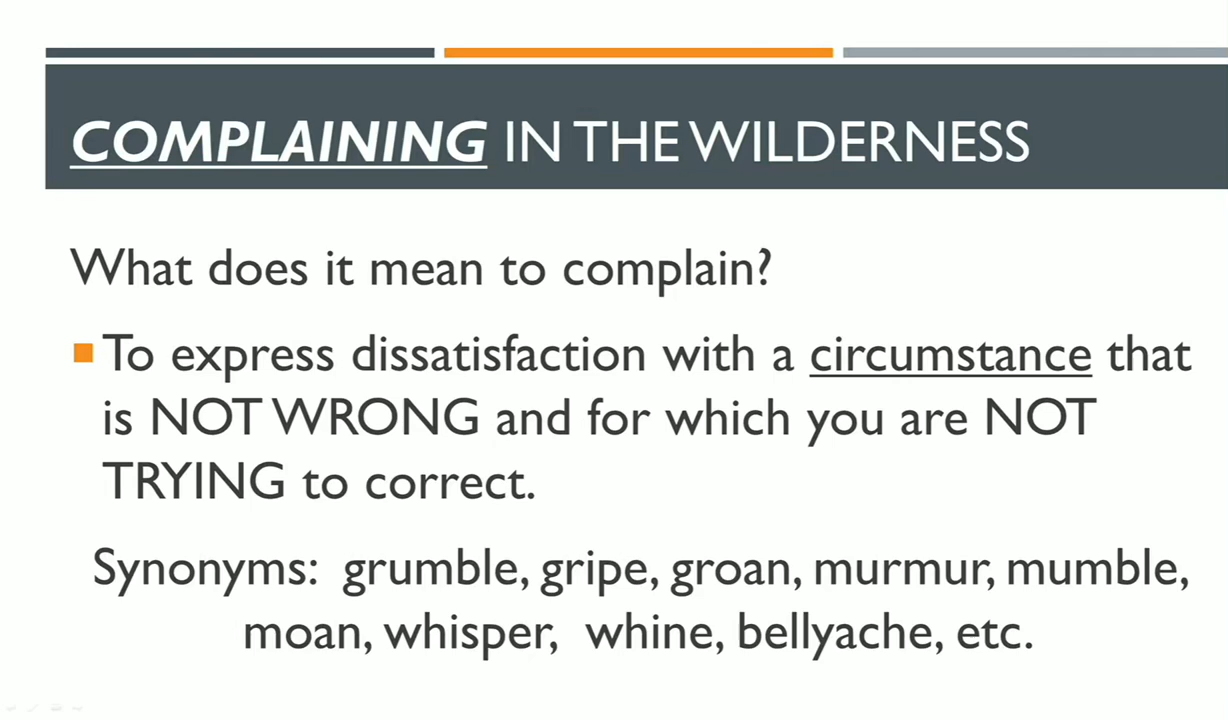 COMPLAINING IN THE WILDERNESS
What does it mean to complain?
To express dissatisfaction with a circumstance that
is NOT WRONG and for which you are NOT
TRYING to correct.
Synonyms: grumble, gripe, groan, murmur, mumble,
moan, whisper, whine, bellyache, etc.